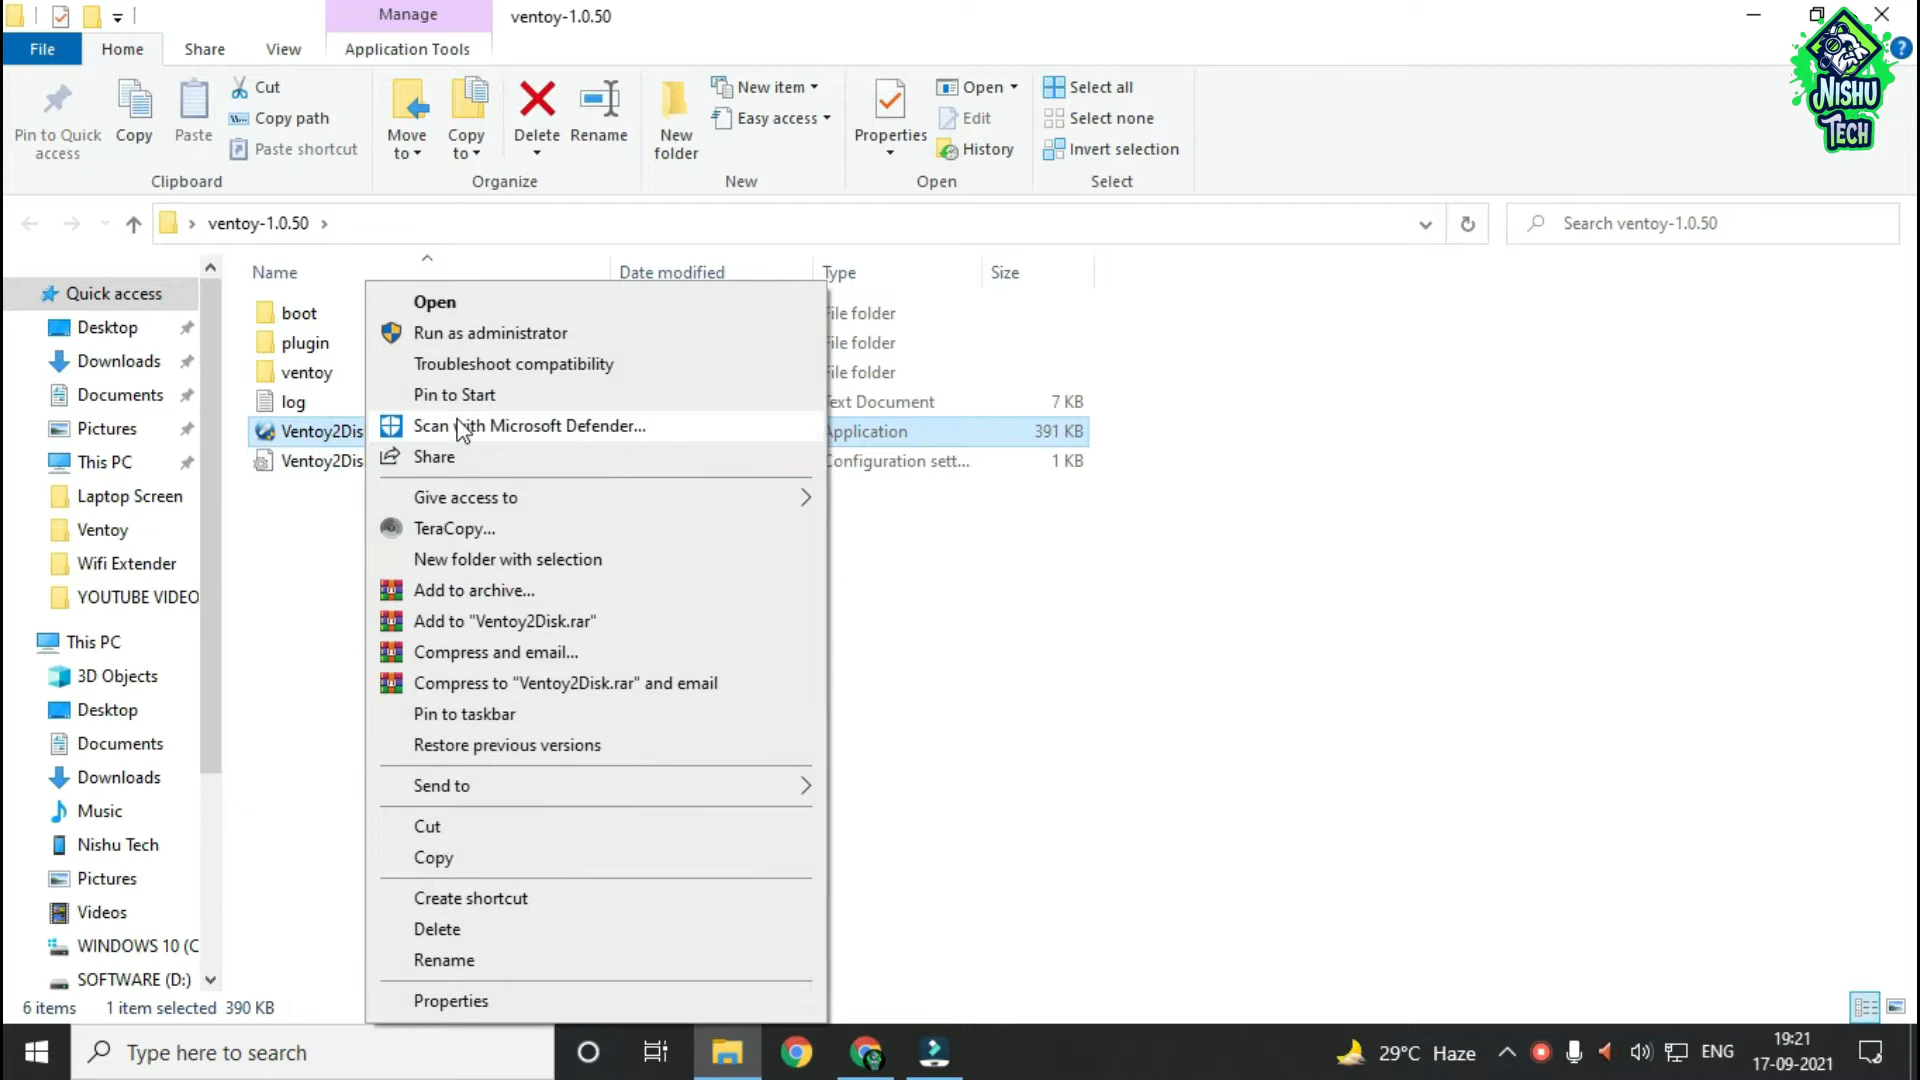 Manage
ventoy-1.0.50
File
Home
Share
View
Application Tools
Pin to Quick
access
Copy
Paste
Cut
Copy path
Paste shortcut
Clipboard
Move
to
Copy
to
Delete
Rename
Organize
New
folder
New item
Easy access
New
Properties
Open
Edit
History
Open
Select all
Select none
Invert selection
Select
NISHU
TECH
ventoy-1.0.50
Search ventoy-1.0.50
Name
Date modified
Type
Size
Quick access
Desktop
Downloads
Documents
Pictures
This PC
Laptop Screen
Ventoy
Wifi Extender
YOUTUBE VIDEO
This PC
3D Objects
Desktop
Documents
Downloads
Music
Nishu Tech
Pictures
Videos
WINDOWS 10 (C
SOFTWARE (D:)
boot
File folder
plugin
File folder
ventoy
File folder
log
Text Document
7 KB
Ventoy2Dis
Application
391 KB
Ventoy2Dis
Configuration sett...
1 KB
Open
Run as administrator
Troubleshoot compatibility
Pin to Start
Scan with Microsoft Defender...
Share
Give access to
TeraCopy...
New folder with selection
Add to archive...
Add to "Ventoy2Disk.rar"
Compress and email...
Compress to "Ventoy2Disk.rar" and email
Pin to taskbar
Restore previous versions
Send to
Cut
Copy
Create shortcut
Delete
Rename
Properties
6 items
1 item selected 390 KB
Type here to search
29°C Haze
ENG
19:21
17-09-2021